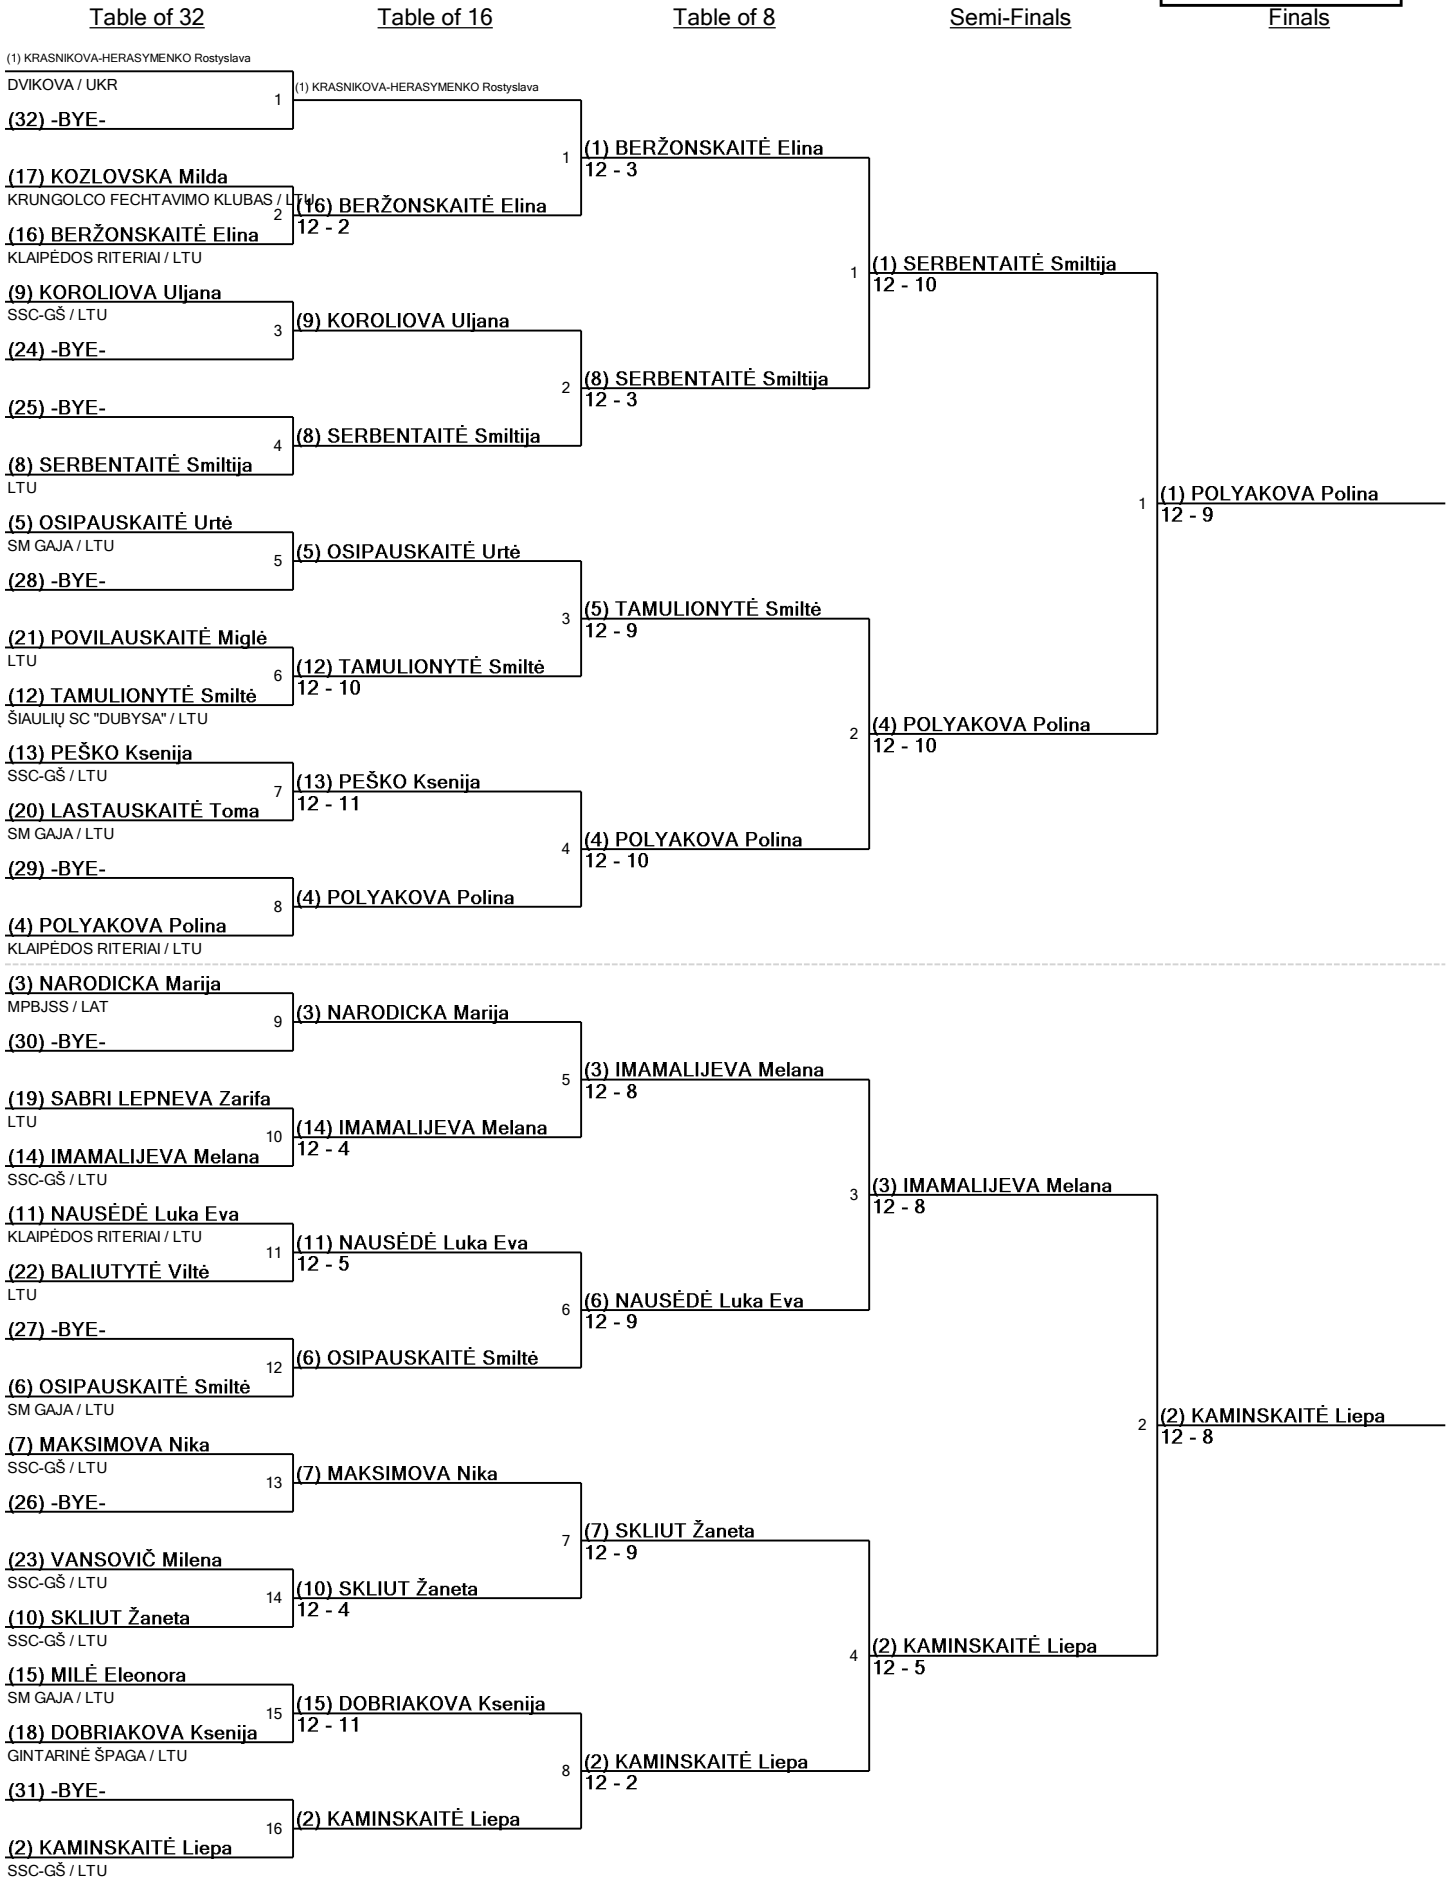 Table of 32
Table of 16
Table of 8
Semi-Finals
Finals
(1) KRASNIKOVA-HERASYMENKO Rostyslava
DVIKOVA / UKR
1
(32) -BYE-
(17) KOZLOVSKA Milda
KRUNGOLCO FECHTAVIMO KLUBAS / LTU
2
(16) BERŽONSKAITĖ Elina
KLAIPĖDOS RITERIAI / LTU
(9) KOROLIOVA Uljana
SSC-GŠ / LTU
3
(24) -BYE-
(25) -BYE-
4
(8) SERBENTAITĖ Smiltija
LTU
(5) OSIPAUSKAITĖ Urtė
SM GAJA / LTU
5
(28) -BYE-
(21) POVILAUSKAITĖ Miglė
LTU
6
(12) TAMULIONYTĖ Smiltė
ŠIAULIŲ SC "DUBYSA" / LTU
(13) PEŠKO Ksenija
SSC-GŠ / LTU
7
(20) LASTAUSKAITĖ Toma
SM GAJA / LTU
(29) -BYE-
8
(4) POLYAKOVA Polina
KLAIPĖDOS RITERIAI / LTU
(3) NARODICKA Marija
MPBJSS / LAT
9
(30) -BYE-
(19) SABRI LEPNEVA Zarifa
LTU
10
(14) IMAMALIJEVA Melana
SSC-GŠ / LTU
(11) NAUSĖDĖ Luka Eva
KLAIPĖDOS RITERIAI / LTU
11
(22) BALIUTYTĖ Viltė
LTU
(27) -BYE-
12
(6) OSIPAUSKAITĖ Smiltė
SM GAJA / LTU
(7) MAKSIMOVA Nika
SSC-GŠ / LTU
13
(26) -BYE-
(23) VANSOVIČ Milena
SSC-GŠ / LTU
14
(10) SKLIUT Žaneta
SSC-GŠ / LTU
(15) MILĖ Eleonora
SM GAJA / LTU
15
(18) DOBRIAKOVA Ksenija
GINTARINĖ ŠPAGA / LTU
(31) -BYE-
16
(2) KAMINSKAITĖ Liepa
SSC-GŠ / LTU
(1) KRASNIKOVA-HERASYMENKO Rostyslava
1
(16) BERŽONSKAITĖ Elina
12 - 2
(9) KOROLIOVA Uljana
2
(8) SERBENTAITĖ Smiltija
(5) OSIPAUSKAITĖ Urtė
3
(12) TAMULIONYTĖ Smiltė
12 - 10
(13) PEŠKO Ksenija
12 - 11
4
(4) POLYAKOVA Polina
(3) NARODICKA Marija
5
(14) IMAMALIJEVA Melana
12 - 4
(11) NAUSĖDĖ Luka Eva
12 - 5
6
(6) OSIPAUSKAITĖ Smiltė
(7) MAKSIMOVA Nika
7
(10) SKLIUT Žaneta
12 - 4
(15) DOBRIAKOVA Ksenija
12 - 11
8
(2) KAMINSKAITĖ Liepa
(1) BERŽONSKAITĖ Elina
12 - 3
1
(8) SERBENTAITĖ Smiltija
12 - 3
(5) TAMULIONYTĖ Smiltė
12 - 9
2
(4) POLYAKOVA Polina
12 - 10
(3) IMAMALIJEVA Melana
12 - 8
3
(6) NAUSĖDĖ Luka Eva
12 - 9
(7) SKLIUT Žaneta
12 - 9
4
(2) KAMINSKAITĖ Liepa
12 - 2
(1) SERBENTAITĖ Smiltija
12 - 10
1
(4) POLYAKOVA Polina
12 - 10
(3) IMAMALIJEVA Melana
12 - 8
2
(2) KAMINSKAITĖ Liepa
12 - 5
(1) POLYAKOVA Polina
12 - 9
(2) KAMINSKAITĖ Liepa
12 - 8